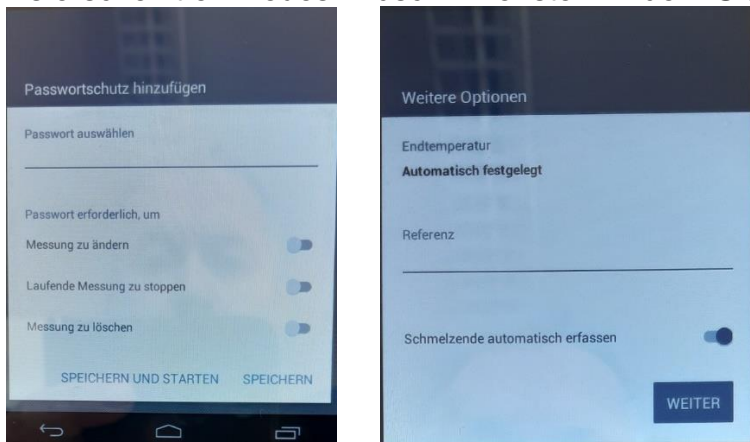 Passwortschutz hinzufügen
Passwort auswählen
Passwort erforderlich, um
Messung zu ändern
Laufende Messung zu stoppen
Messung zu löschen
SPEICHERN UND STARTEN SPEICHERN
Weitere Optionen
Endtemperatur
Automatisch festgelegt
Referenz
Schmelzende automatisch erfassen
WEITER